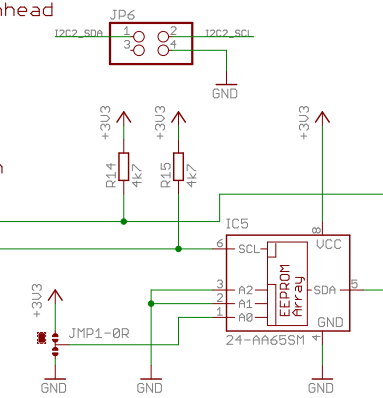 nhead
JP6
I2C2_SDA 1 2 I2C2_SCL
3 4
GND
+3V3 +3V3 +3V3
R14 4k7 R15 4k7
IC5
8
VCC
6 SCL
3 A2 EEPROM Array SDA 5
2 A1
1 A0 GND
24-AA65SM 4
+3V3
JMP1-0R
GND GND GND